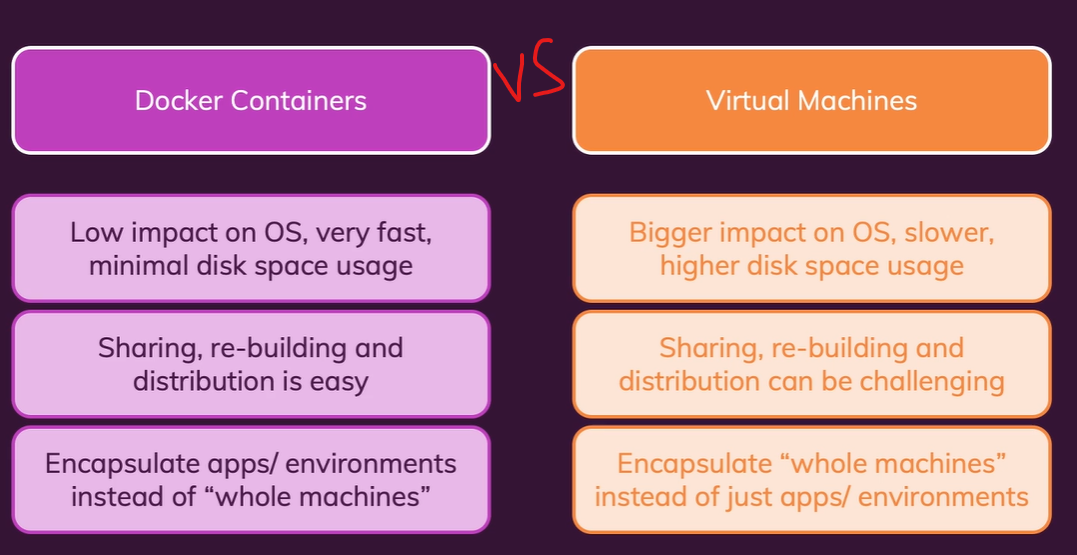 Docker Containers
VS
Virtual Machines
Low impact on OS, very fast,
minimal disk space usage
Bigger impact on OS, slower,
higher disk space usage
Sharing, re-building and
distribution is easy
Sharing, re-building and
distribution can be challenging
Encapsulate apps/ environments
instead of “whole machines”
Encapsulate “whole machines”
instead of just apps/ environments